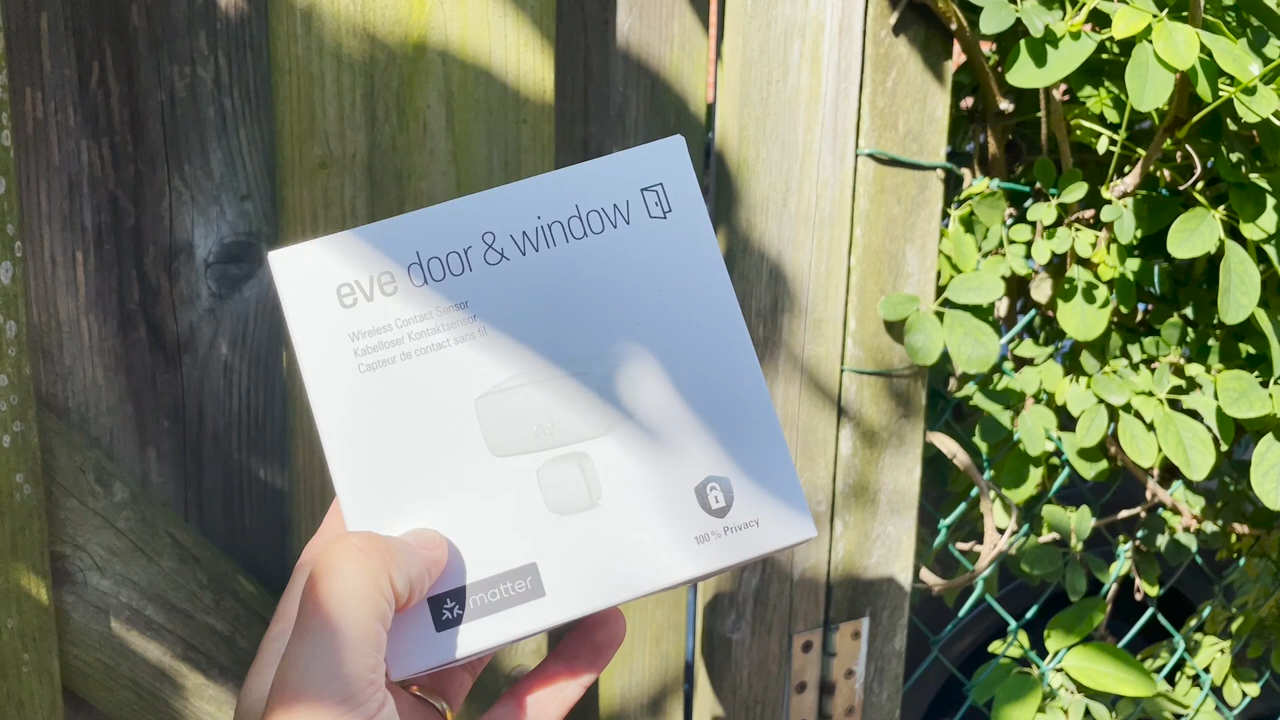 eve door & window
Wireless Contact Sensor
Kabelloser Kontaktsensor
Capteur de contact sans fil
100 % Privacy
matter